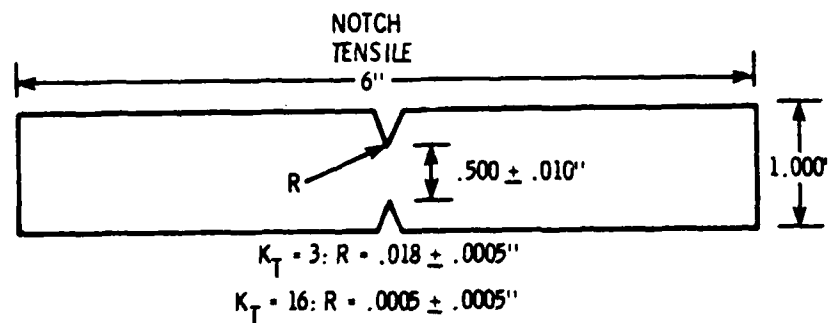 NOTCH
TENSILE
6"
R
.500 ± .010"
1.000"
K_T = 3: R = .018 ± .0005"
K_T = 16: R = .0005 ± .0005"